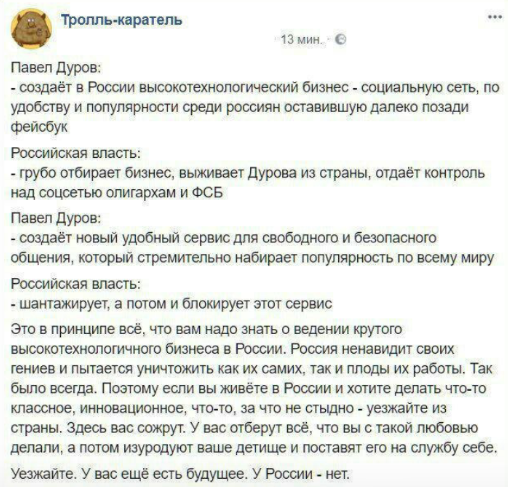 Тролль-каратель
13 мин.
Павел Дуров:
- создаёт в России высокотехнологический бизнес - социальную сеть, по
удобству и популярности среди россиян оставившую далеко позади
фейсбук
Российская власть:
- грубо отбирает бизнес, выживает Дурова из страны, отдаёт контроль
над соцсетью олигархам и ФСБ
Павел Дуров:
- создаёт новый удобный сервис для свободного и безопасного
общения, который стремительно набирает популярность по всему миру
Российская власть:
- шантажирует, а потом и блокирует этот сервис
Это в принципе всё, что вам надо знать о ведении крутого
высокотехнологичного бизнеса в России. Россия ненавидит своих
гениев и пытается уничтожить как их самих, так и плоды их работы. Так
было всегда. Поэтому если вы живёте в России и хотите делать что-то
классное, инновационное, что-то, за что не стыдно - уезжайте из
страны. Здесь вас сожрут. У вас отберут всё, что вы с такой любовью
делали, а потом изуродуют ваше детище и поставят его на службу себе.
Уезжайте. У вас ещё есть будущее. У России - нет.